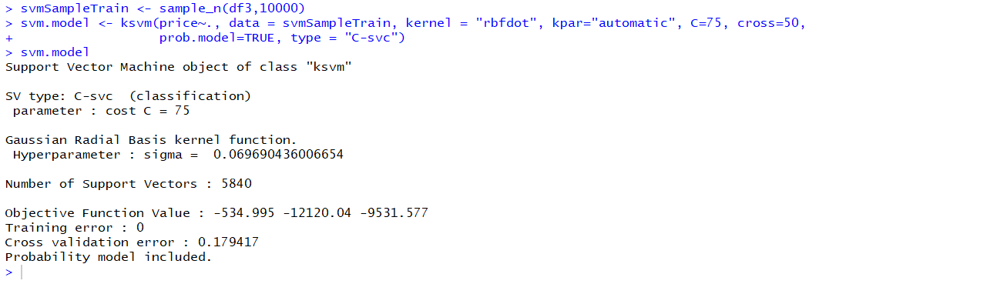 > svmSampleTrain <- sample_n(df3,10000)
> svm.model <- ksvm(price~., data = svmSampleTrain, kernel = "rbfdot", kpar="automatic", C=75, cross=50,
+                   prob.model=TRUE, type = "C-svc")
> svm.model
Support Vector Machine object of class "ksvm"

SV type: C-svc  (classification)
 parameter : cost C = 75

Gaussian Radial Basis kernel function.
 Hyperparameter : sigma =  0.069690436006654

Number of Support Vectors : 5840

Objective Function Value : -534.995 -12120.04 -9531.577
Training error : 0
Cross validation error : 0.179417
Probability model included.
>